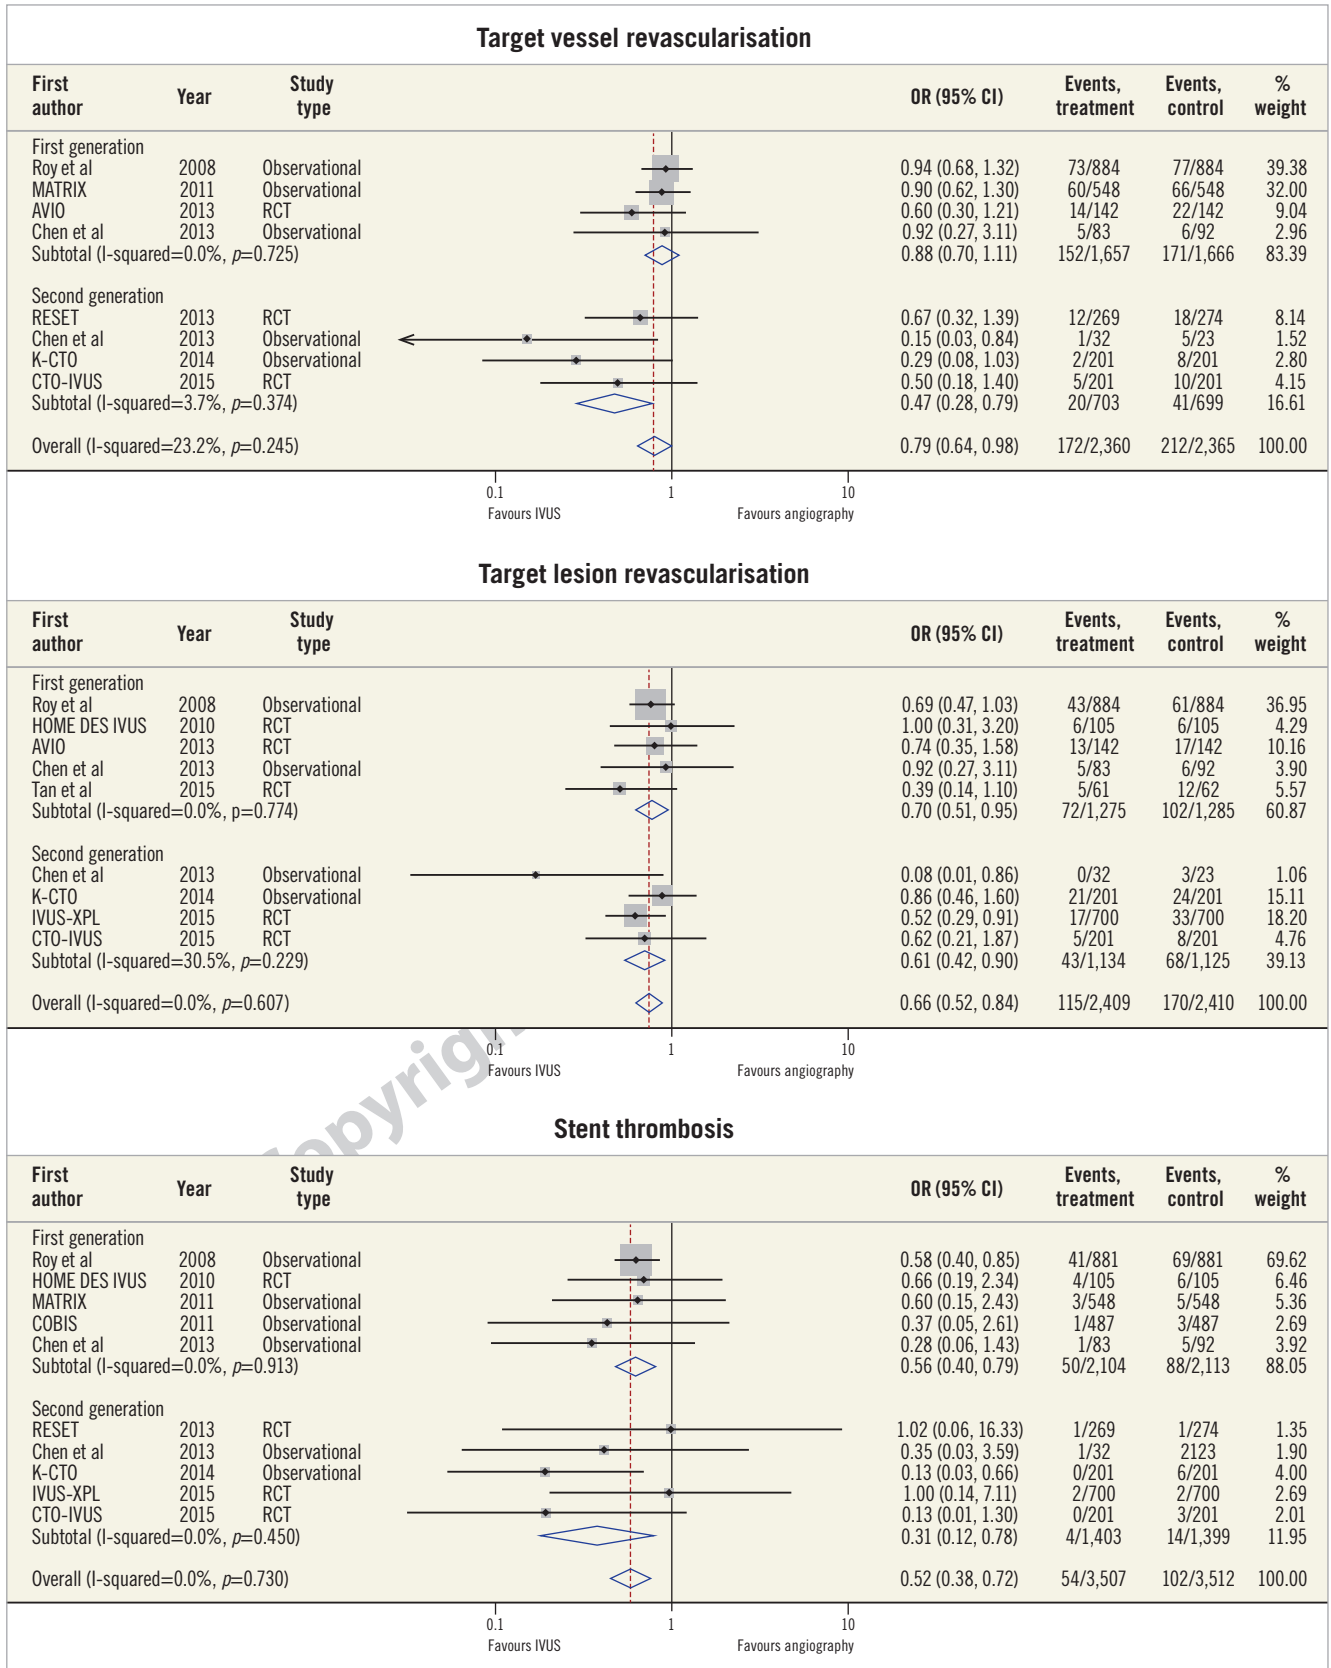 Target vessel revascularisation
First author Year Study type OR (95% CI) Events, treatment Events, control % weight
First generation
Roy et al 2008 Observational 0.94 (0.68, 1.32) 73/884 77/884 39.38
MATRIX 2011 Observational 0.90 (0.62, 1.30) 60/548 66/548 32.00
AVIO 2013 RCT 0.60 (0.30, 1.21) 14/142 22/142 9.04
Chen et al 2013 Observational 0.92 (0.27, 3.11) 5/83 6/92 2.96
Subtotal (I-squared=0.0%, p=0.725) 0.88 (0.70, 1.11) 152/1,657 171/1,666 83.39
Second generation
RESET 2013 RCT 0.67 (0.32, 1.39) 12/269 18/274 8.14
Chen et al 2013 Observational 0.15 (0.03, 0.84) 1/32 5/23 1.52
K-CTO 2014 Observational 0.29 (0.08, 1.03) 2/201 8/201 2.80
CTO-IVUS 2015 RCT 0.50 (0.18, 1.40) 5/201 10/201 4.15
Subtotal (I-squared=3.7%, p=0.374) 0.47 (0.28, 0.79) 20/703 41/699 16.61
Overall (I-squared=23.2%, p=0.245) 0.79 (0.64, 0.98) 172/2,360 212/2,365 100.00
0.1 1 10
Favours IVUS Favours angiography
Target lesion revascularisation
First author Year Study type OR (95% CI) Events, treatment Events, control % weight
First generation
Roy et al 2008 Observational 0.69 (0.47, 1.03) 43/884 61/884 36.95
HOME DES IVUS 2010 RCT 1.00 (0.31, 3.20) 6/105 6/105 4.29
AVIO 2013 RCT 0.74 (0.35, 1.58) 13/142 17/142 10.16
Chen et al 2013 Observational 0.92 (0.27, 3.11) 5/83 6/92 3.90
Tan et al 2015 RCT 0.39 (0.14, 1.10) 5/61 12/62 5.57
Subtotal (I-squared=0.0%, p=0.774) 0.70 (0.51, 0.95) 72/1,275 102/1,285 60.87
Second generation
Chen et al 2013 Observational 0.08 (0.01, 0.86) 0/32 3/23 1.06
K-CTO 2014 Observational 0.86 (0.46, 1.60) 21/201 24/201 15.11
IVUS-XPL 2015 RCT 0.52 (0.29, 0.91) 17/700 33/700 18.20
CTO-IVUS 2015 RCT 0.62 (0.21, 1.87) 5/201 8/201 4.76
Subtotal (I-squared=30.5%, p=0.229) 0.61 (0.42, 0.90) 43/1,134 68/1,125 39.13
Overall (I-squared=0.0%, p=0.607) 0.66 (0.52, 0.84) 115/2,409 170/2,410 100.00
0.1 1 10
Favours IVUS Favours angiography
Stent thrombosis
First author Year Study type OR (95% CI) Events, treatment Events, control % weight
First generation
Roy et al 2008 Observational 0.58 (0.40, 0.85) 41/881 69/881 69.62
HOME DES IVUS 2010 RCT 0.66 (0.19, 2.34) 4/105 6/105 6.46
MATRIX 2011 Observational 0.60 (0.15, 2.43) 3/548 5/548 5.36
COBIS 2011 Observational 0.37 (0.05, 2.61) 1/487 3/487 2.69
Chen et al 2013 Observational 0.28 (0.06, 1.43) 1/83 5/92 3.92
Subtotal (I-squared=0.0%, p=0.913) 0.56 (0.40, 0.79) 50/2,104 88/2,113 88.05
Second generation
RESET 2013 RCT 1.02 (0.06, 16.33) 1/269 1/274 1.35
Chen et al 2013 Observational 0.35 (0.03, 3.59) 1/32 2123 1.90
K-CTO 2014 Observational 0.13 (0.03, 0.66) 0/201 6/201 4.00
IVUS-XPL 2015 RCT 1.00 (0.14, 7.11) 2/700 2/700 2.69
CTO-IVUS 2015 RCT 0.13 (0.01, 1.30) 0/201 3/201 2.01
Subtotal (I-squared=0.0%, p=0.450) 0.31 (0.12, 0.78) 4/1,403 14/1,399 11.95
Overall (I-squared=0.0%, p=0.730) 0.52 (0.38, 0.72) 54/3,507 102/3,512 100.00
0.1 1 10
Favours IVUS Favours angiography